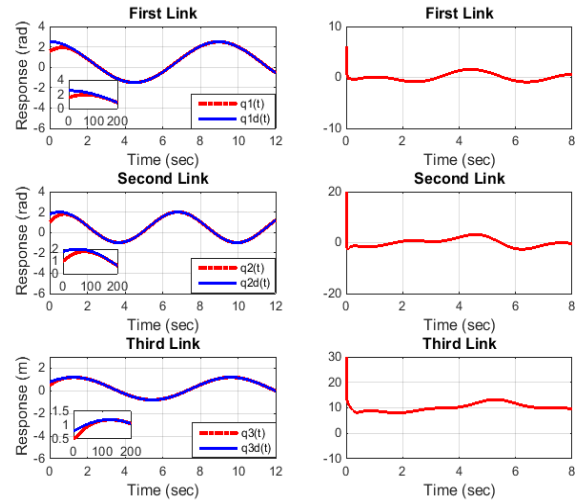 First Link
Response (rad)
4
2
0
-2
-4
-6
4
2
0
0 100 200
q1(t)
q1d(t)
0 2 4 6 8 10 12
Time (sec)
First Link
10
0
-10
0 2 4 6 8
Time (sec)
Second Link
Response (rad)
4
2
0
-2
-4
-6
2
1
0
0 100 200
q2(t)
q2d(t)
0 2 4 6 8 10 12
Time (sec)
Second Link
20
0
-20
0 2 4 6 8
Time (sec)
Third Link
Response (m)
2
0
-2
-4
-6
1.5
1
0.5
0 100 200
q3(t)
q3d(t)
0 2 4 6 8 10 12
Time (sec)
Third Link
30
20
10
0
-10
0 2 4 6 8
Time (sec)